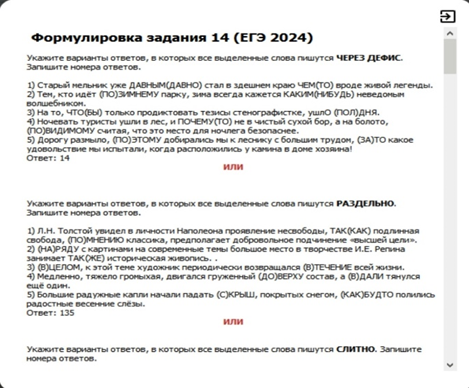 Формулировка задания 14 (ЕГЭ 2024)
Укажите варианты ответов, в которых все выделенные слова пишутся ЧЕРЕЗ ДЕФИС.
Запишите номера ответов.
1) Старый мельник уже ДАВНЫМ(ДАВНО) стал в здешнем краю ЧЕМ(ТО) вроде живой легенды.
2) Тем, кто идёт (ПО)ЗИМНЕМУ парку, зима всегда кажется КАКИМ(НИБУДЬ) неведомым
волшебником.
3) На то, ЧТО(БЫ) только продиктовать тезисы стенографистке, ушлО (ПОЛ)ДНЯ.
4) Ночевать туристы ушли в лес, и ПОЧЕМУ(ТО) не в чистый сухой бор, а на болото,
(ПО)ВИДИМОМУ считая, что это место для ночлега безопаснее.
5) Дорогу размыло, (ПО)ЭТОМУ добирались мы к леснику с большим трудом, (ЗА)ТО какое
удовольствие мы испытали, когда расположились у камина в доме хозяина!
Ответ: 14
ИЛИ
Укажите варианты ответов, в которых все выделенные слова пишутся РАЗДЕЛЬНО.
Запишите номера ответов.
1) Л.Н. Толстой увидел в личности Наполеона проявление несвободы, ТАК(КАК) подлинная
свобода, (ПО)МНЕНИЮ классика, предполагает добровольное подчинение «высшей цели».
2) (НА)РЯДУ с картинами на современные темы большое место в творчестве И.Е. Репина
занимает ТАК(ЖЕ) историческая живопись. .
3) (В)ЦЕЛОМ, к этой теме художник периодически возвращался (В)ТЕЧЕНИЕ всей жизни.
4) Медленно, тяжело громыхая, двигался груженный (ДО)ВЕРХУ состав, а (В)ДАЛИ тянулся
ещё один.
5) Большие радужные капли начали падать (С)КРЫШ, покрытых снегом, (КАК)БУДТО полились
радостные весенние слёзы.
Ответ: 135
ИЛИ
Укажите варианты ответов, в которых все выделенные слова пишутся СЛИТНО. Запишите
номера ответов.